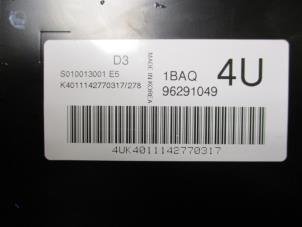 D3
S010013001 E5
K4011142770317/278
MADE IN KOREA
1BAQ
4U
96291049
4UK4011142770317